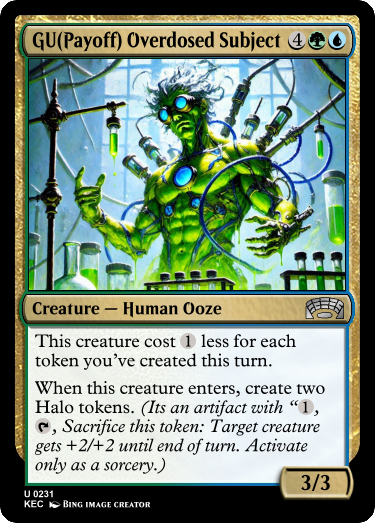 GU(Payoff) Overdosed Subject 4
Creature — Human Ooze
This creature cost 1 less for each
token you've created this turn.
When this creature enters, create two
Halo tokens. (Its an artifact with “1,
, Sacrifice this token: Target creature
gets +2/+2 until end of turn. Activate
only as a sorcery.)
3/3
U 0231
KEC Bing image creator